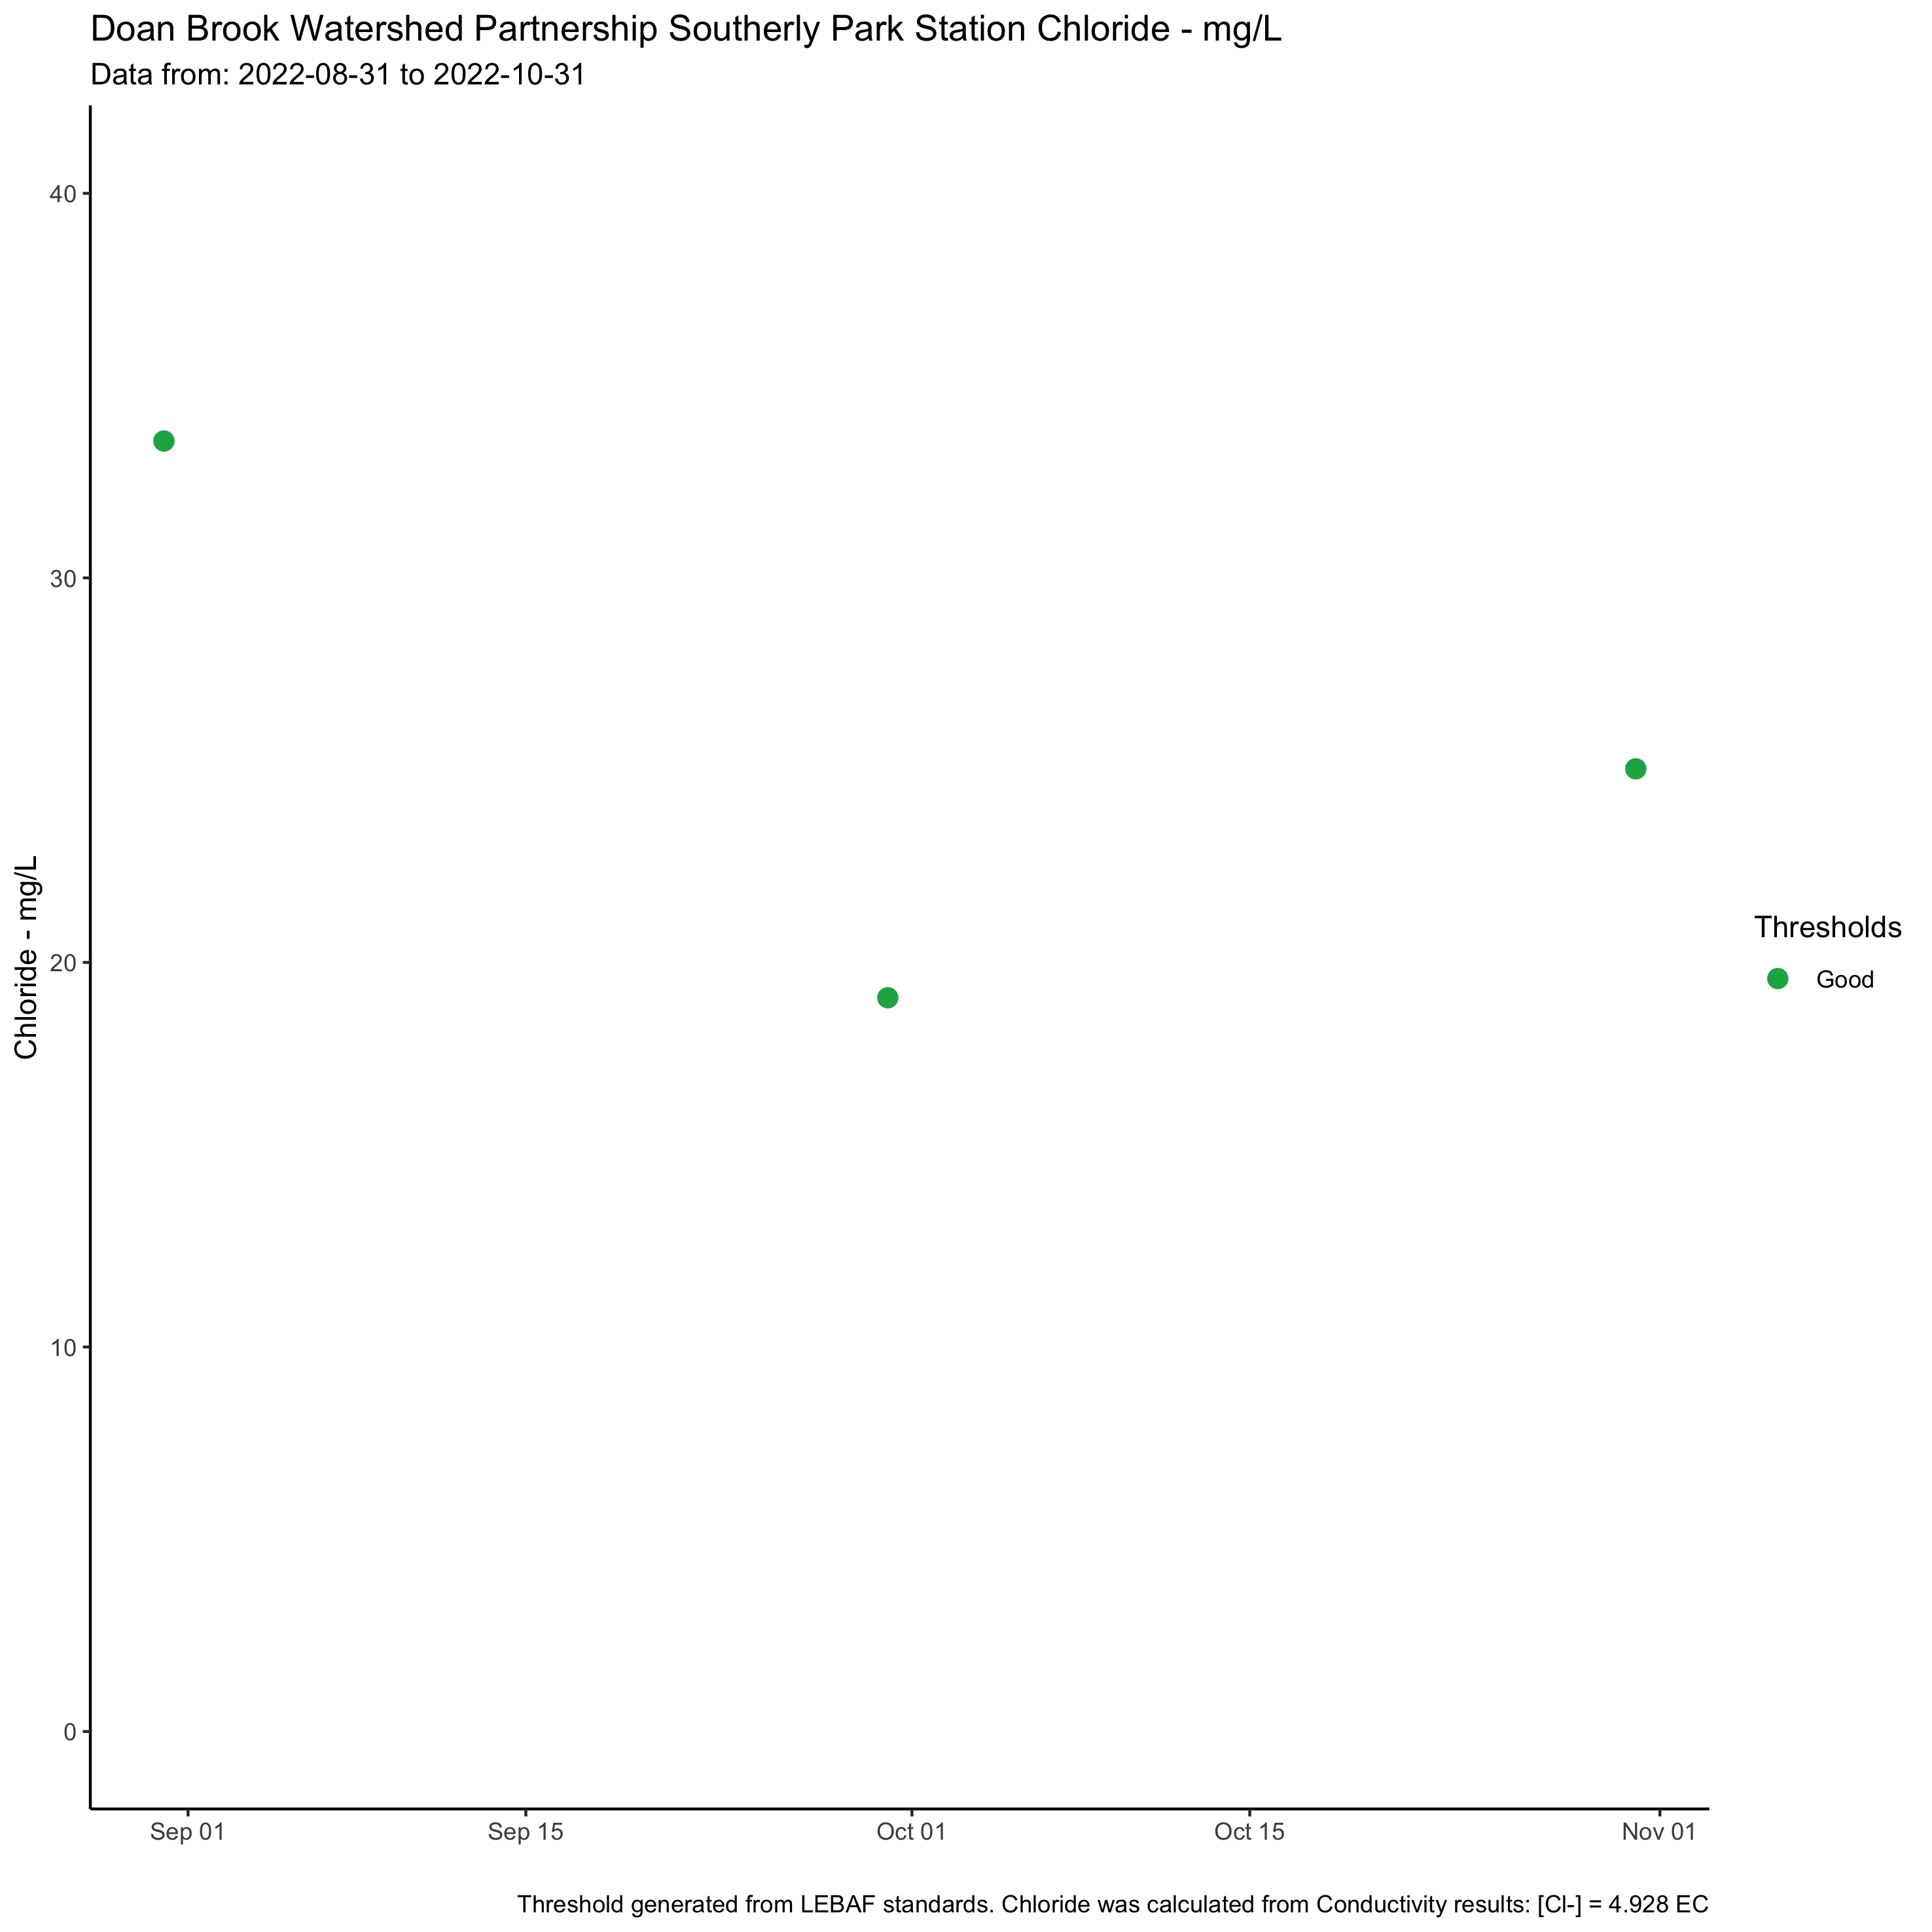 Doan Brook Watershed Partnership Southerly Park Station Chloride - mg/L
Data from: 2022-08-31 to 2022-10-31
Chloride - mg/L
40
30
20
10
0
Sep 01
Sep 15
Oct 01
Oct 15
Nov 01
Thresholds
Good
Threshold generated from LEBAF standards. Chloride was calculated from Conductivity results: [Cl-] = 4.928 EC